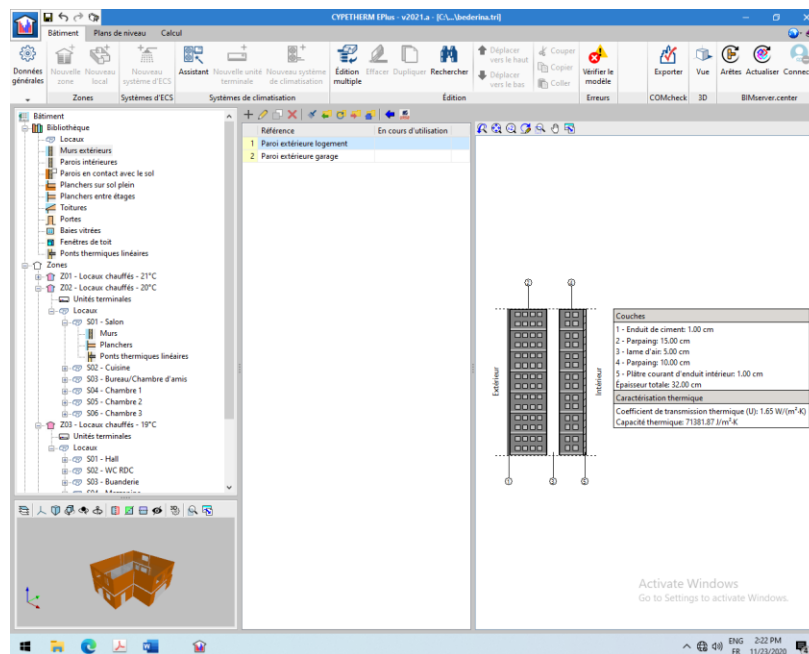 CYPETHERM EPlus - v2021.a - [C:\...\bederina.tri]
Bâtiment Plans de niveau Calcul
Données générales
Nouvelle zone
Nouveau local
Nouveau système d'ECS
Assistant
Nouvelle unité terminale
Nouveau système de climatisation
Édition multiple
Effacer
Dupliquer
Rechercher
Déplacer vers le haut
Déplacer vers le bas
Couper
Copier
Coller
Vérifier le modèle
Exporter
Vue
Arêtes
Actualiser
Connec
Zones
Systèmes d'ECS
Systèmes de climatisation
Édition
Erreurs
COMcheck
3D
BIMserver.center
Bâtiment
Bibliothèque
Locaux
Murs extérieurs
Parois intérieures
Parois en contact avec le sol
Planchers sur sol plein
Planchers entre étages
Toitures
Portes
Baies vitrées
Fenêtres de toit
Ponts thermiques linéaires
Zones
Z01 - Locaux chauffés - 21°C
Z02 - Locaux chauffés - 20°C
Unités terminales
Locaux
S01 - Salon
Murs
Planchers
Ponts thermiques linéaires
S02 - Cuisine
S03 - Bureau/Chambre d'amis
S04 - Chambre 1
S05 - Chambre 2
S06 - Chambre 3
Z03 - Locaux chauffés - 19°C
Unités terminales
Locaux
S01 - Hall
S02 - WC RDC
S03 - Buanderie
Référence En cours d'utilisation
1 Paroi extérieure logement
2 Paroi extérieure garage
2 4
Extérieur
Intérieur
1 3 5
Couches
1 - Enduit de ciment: 1.00 cm
2 - Parpaing: 15.00 cm
3 - lame d'air: 5.00 cm
4 - Parpaing: 10.00 cm
5 - Plâtre courant d'enduit intérieur: 1.00 cm
Épaisseur totale: 32.00 cm
Caractérisation thermique
Coefficient de transmission thermique (U): 1.65 W/(m²·K)
Capacité thermique: 71381.87 J/m²·K
Activate Windows
Go to Settings to activate Windows.
ENG 2:22 PM
FR 11/23/2020